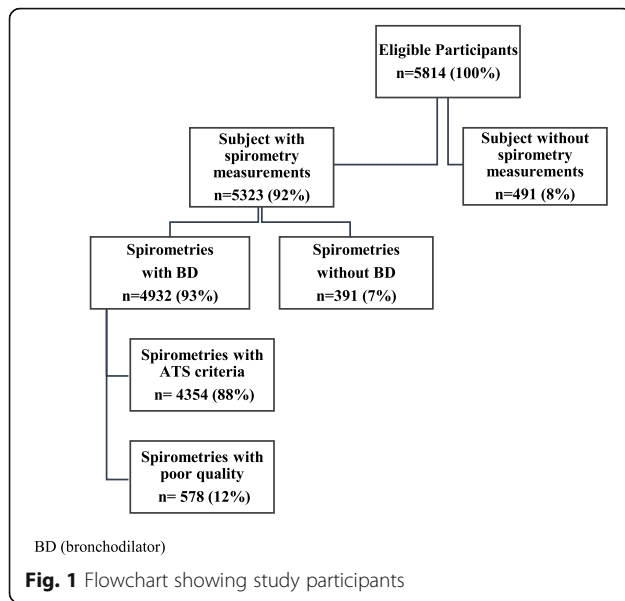 Eligible Participants
n=5814 (100%)
Subject with
spirometry
measurements
n=5323 (92%)
Subject without
spirometry
measurements
n=491 (8%)
Spirometries
with BD
n=4932 (93%)
Spirometries
without BD
n=391 (7%)
Spirometries with
ATS criteria
n= 4354 (88%)
Spirometries with
poor quality
n= 578 (12%)
BD (bronchodilator)
Fig. 1 Flowchart showing study participants